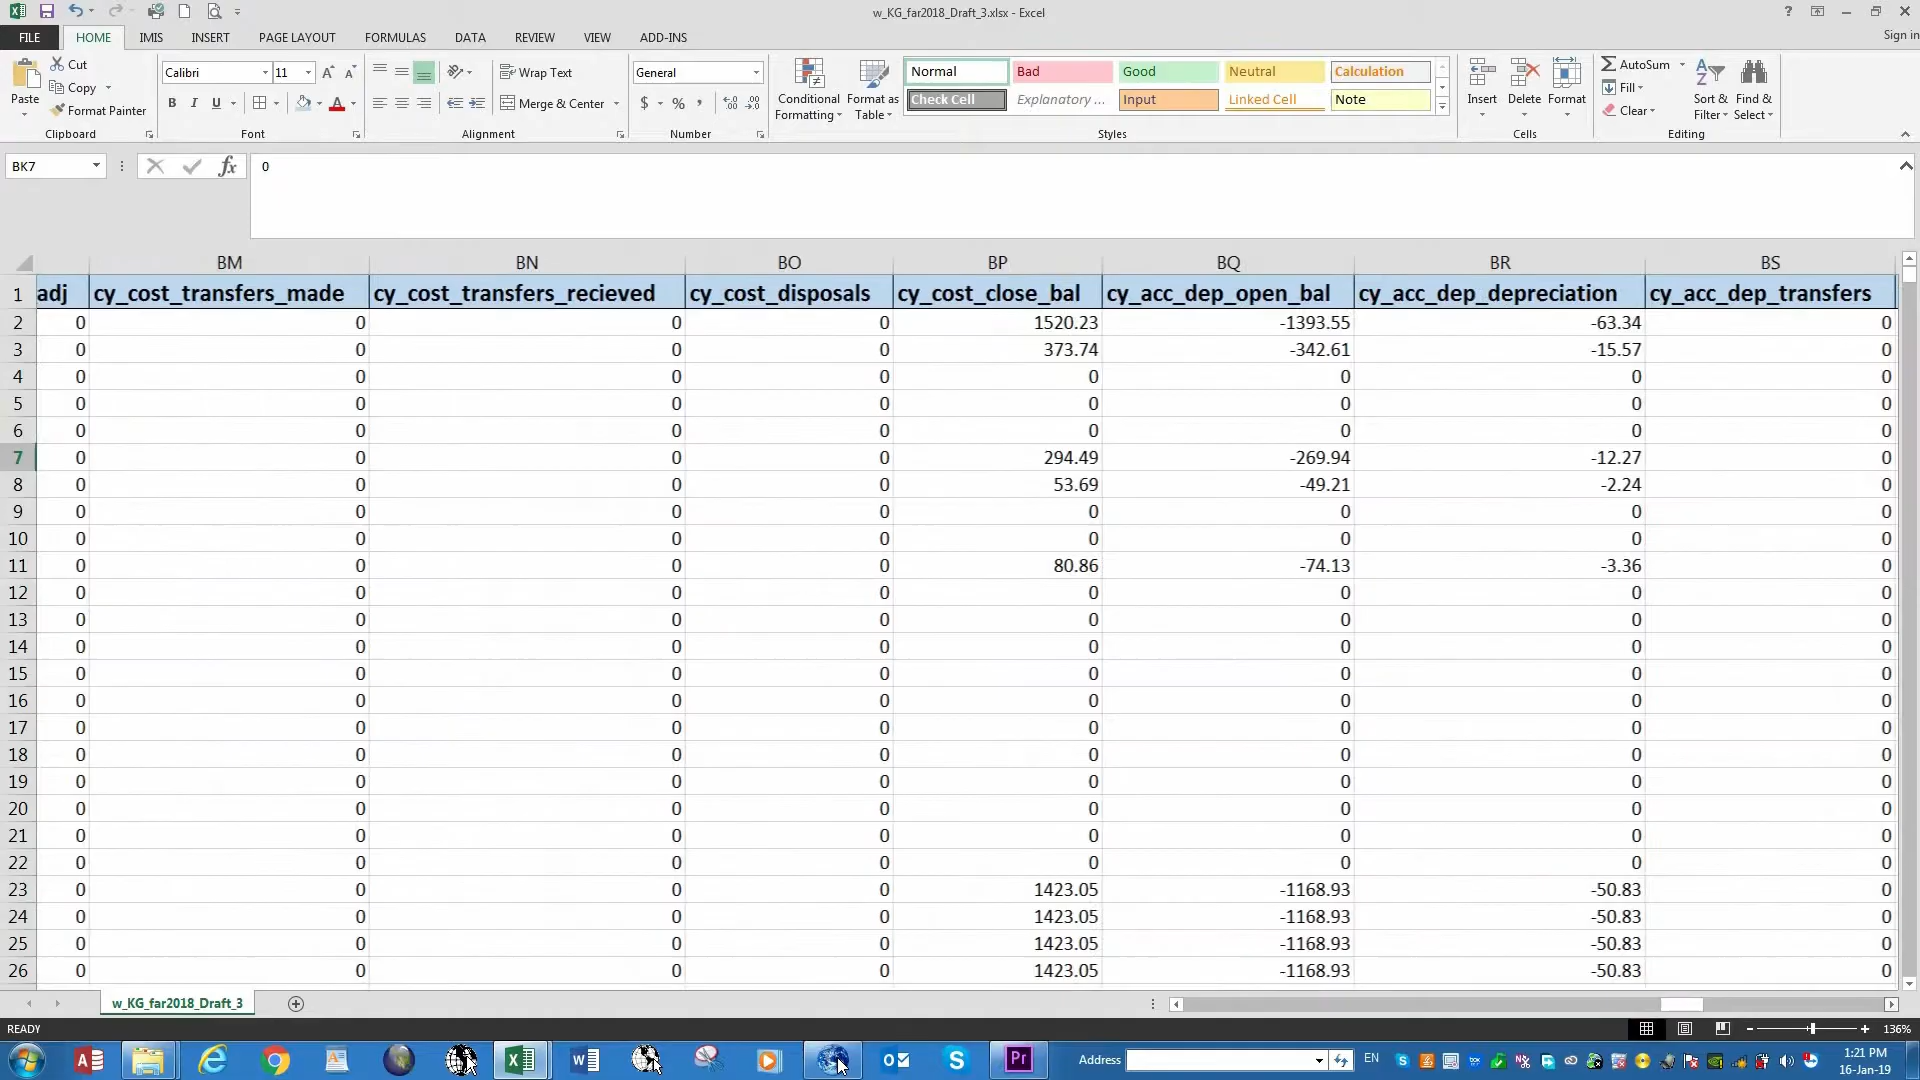 w_KG_far2018_Draft_3.xlsx - Excel
?
Sign in
FILE HOME IMIS INSERT PAGE LAYOUT FORMULAS DATA REVIEW VIEW ADD-INS
Paste
Cut
Copy
Format Painter
Clipboard
Calibri 11
B I U
Font
Wrap Text
Merge & Center
Alignment
General
$ %
Number
Conditional Formatting
Format as Table
Normal Bad Good Neutral Calculation
Check Cell Explanatory ... Input Linked Cell Note
Styles
Insert Delete Format
Cells
AutoSum
Fill
Clear
Sort & Filter
Find & Select
Editing
BK7 fx 0
BM BN BO BP BQ BR BS
1 adj cy_cost_transfers_made cy_cost_transfers_recieved cy_cost_disposals cy_cost_close_bal cy_acc_dep_open_bal cy_acc_dep_depreciation cy_acc_dep_transfers
2 0 0 0 0 1520.23 -1393.55 -63.34 0
3 0 0 0 0 373.74 -342.61 -15.57 0
4 0 0 0 0 0 0 0 0
5 0 0 0 0 0 0 0 0
6 0 0 0 0 0 0 0 0
7 0 0 0 0 294.49 -269.94 -12.27 0
8 0 0 0 0 53.69 -49.21 -2.24 0
9 0 0 0 0 0 0 0 0
10 0 0 0 0 0 0 0 0
11 0 0 0 0 80.86 -74.13 -3.36 0
12 0 0 0 0 0 0 0 0
13 0 0 0 0 0 0 0 0
14 0 0 0 0 0 0 0 0
15 0 0 0 0 0 0 0 0
16 0 0 0 0 0 0 0 0
17 0 0 0 0 0 0 0 0
18 0 0 0 0 0 0 0 0
19 0 0 0 0 0 0 0 0
20 0 0 0 0 0 0 0 0
21 0 0 0 0 0 0 0 0
22 0 0 0 0 0 0 0 0
23 0 0 0 0 1423.05 -1168.93 -50.83 0
24 0 0 0 0 1423.05 -1168.93 -50.83 0
25 0 0 0 0 1423.05 -1168.93 -50.83 0
26 0 0 0 0 1423.05 -1168.93 -50.83 0
w_KG_far2018_Draft_3
READY
136%
Address
EN
1:21 PM
16-Jan-19